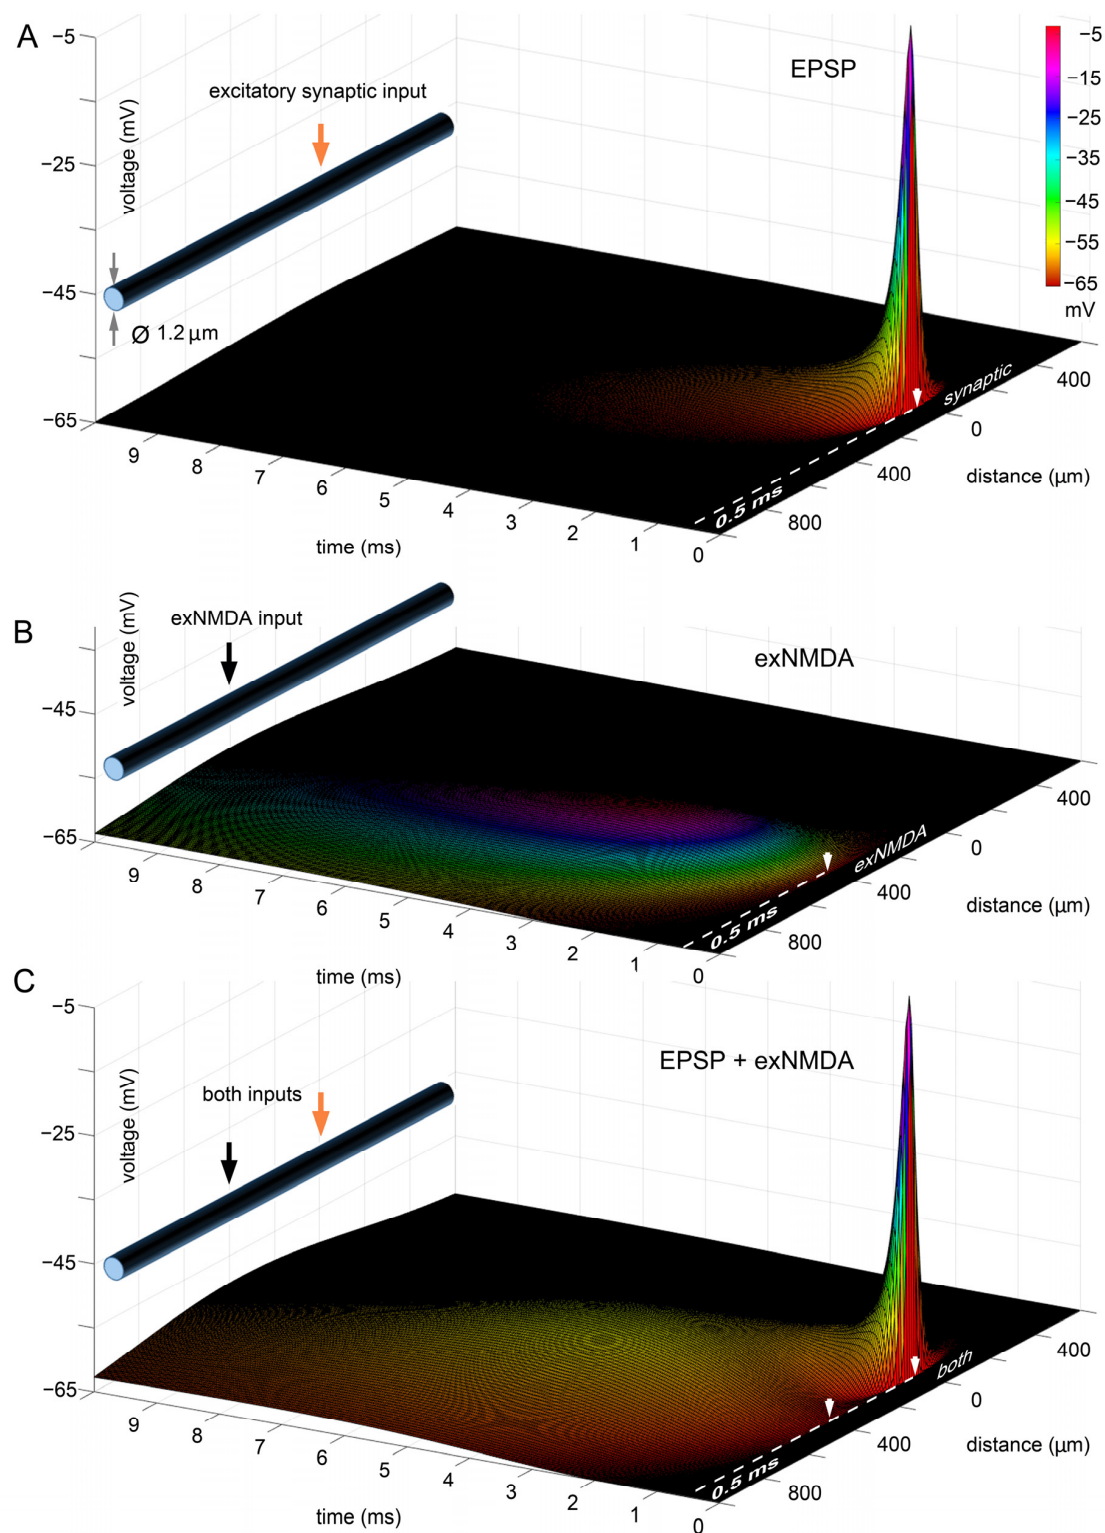 A
EPSP
−5
−25
−45
−65
voltage (mV)
excitatory synaptic input
Ø 1.2 μm
−5
−15
−25
−35
−45
−55
−65
mV
9
8
7
6
5
4
3
2
1
0
time (ms)
0.5 ms
synaptic
400
0
400
800
distance (μm)
B
exNMDA
voltage (mV)
exNMDA input
−45
−65
9
8
7
6
5
4
3
2
1
0
time (ms)
0.5 ms
exNMDA
400
0
400
800
distance (μm)
C
EPSP + exNMDA
−5
−25
−45
−65
voltage (mV)
both inputs
9
8
7
6
5
4
3
2
1
0
time (ms)
0.5 ms
both
400
0
400
800
distance (μm)